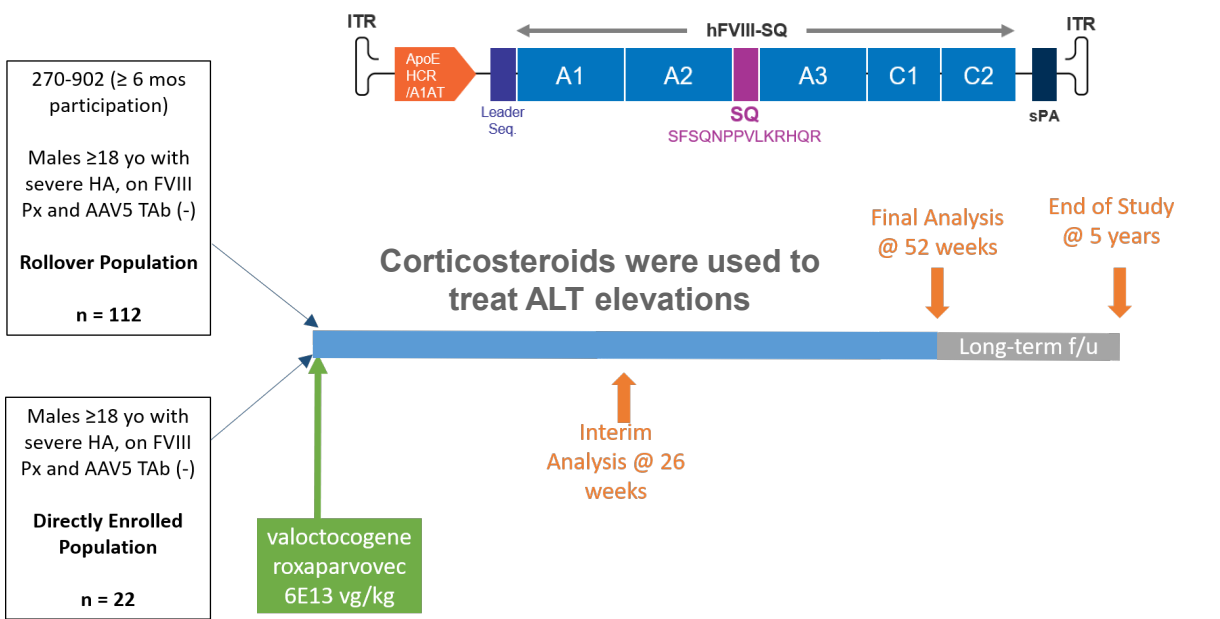 ITR
hFVIII-SQ
ITR
ApoE
HCR
/A1AT
A1
A2
A3
C1
C2
Leader
Seq.
SQ
SFSQNPPVLKRHQR
sPA
270-902 (≥ 6 mos
participation)
Males ≥18 yo with
severe HA, on FVIII
Px and AAV5 TAb (-)
Rollover Population
n = 112
Corticosteroids were used to
treat ALT elevations
Final Analysis
@ 52 weeks
End of Study
@ 5 years
Long-term f/u
Interim
Analysis @ 26
weeks
Males ≥18 yo with
severe HA, on FVIII
Px and AAV5 TAb (-)
Directly Enrolled
Population
n = 22
valoctocogene
roxaparvovec
6E13 vg/kg